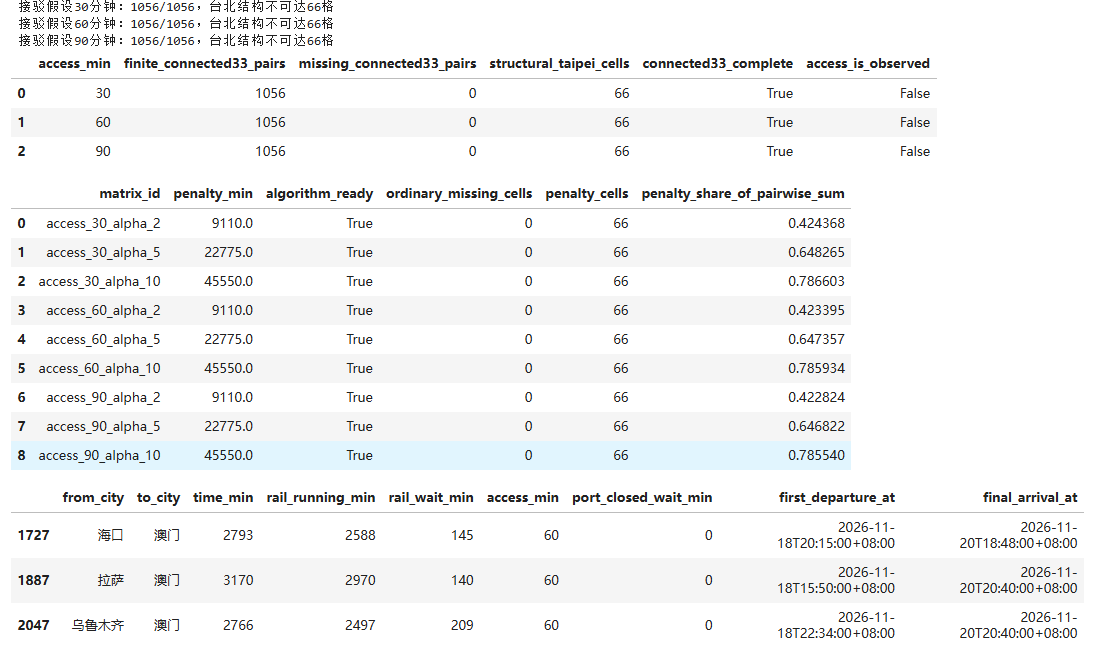 接驳假设30分钟: 1056/1056, 台北结构不可达66格
接驳假设60分钟: 1056/1056, 台北结构不可达66格
接驳假设90分钟: 1056/1056, 台北结构不可达66格
access_min finite_connected33_pairs missing_connected33_pairs structural_taipei_cells connected33_complete access_is_observed
0 30 1056 0 66 True False
1 60 1056 0 66 True False
2 90 1056 0 66 True False
matrix_id penalty_min algorithm_ready ordinary_missing_cells penalty_cells penalty_share_of_pairwise_sum
0 access_30_alpha_2 9110.0 True 0 66 0.424368
1 access_30_alpha_5 22775.0 True 0 66 0.648265
2 access_30_alpha_10 45550.0 True 0 66 0.786603
3 access_60_alpha_2 9110.0 True 0 66 0.423395
4 access_60_alpha_5 22775.0 True 0 66 0.647357
5 access_60_alpha_10 45550.0 True 0 66 0.785934
6 access_90_alpha_2 9110.0 True 0 66 0.422824
7 access_90_alpha_5 22775.0 True 0 66 0.646822
8 access_90_alpha_10 45550.0 True 0 66 0.785540
from_city to_city time_min rail_running_min rail_wait_min access_min port_closed_wait_min first_departure_at final_arrival_at
1727 海口 澳门 2793 2588 145 60 0 2026-11-18T20:15:00+08:00 2026-11-20T18:48:00+08:00
1887 拉萨 澳门 3170 2970 140 60 0 2026-11-18T15:50:00+08:00 2026-11-20T20:40:00+08:00
2047 乌鲁木齐 澳门 2766 2497 209 60 0 2026-11-18T22:34:00+08:00 2026-11-20T20:40:00+08:00